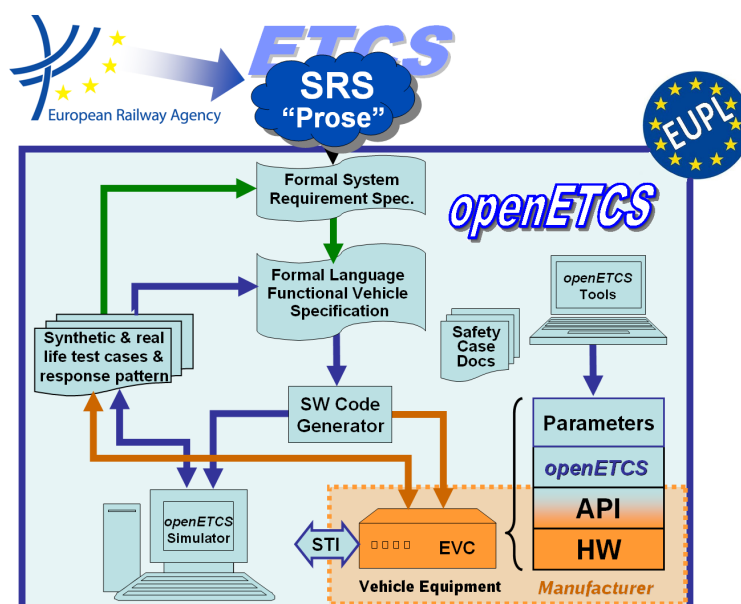 ETCS
SRS
“Prose”
European Railway Agency
EUPL
Formal System
Requirement Spec.
openETCS
Formal Language
Functional Vehicle
Specification
openETCS
Tools
Synthetic & real
life test cases &
response pattern
Safety
Case
Docs
SW Code
Generator
Parameters
openETCS
API
HW
openETCS
Simulator
STI
EVC
Vehicle Equipment
Manufacturer